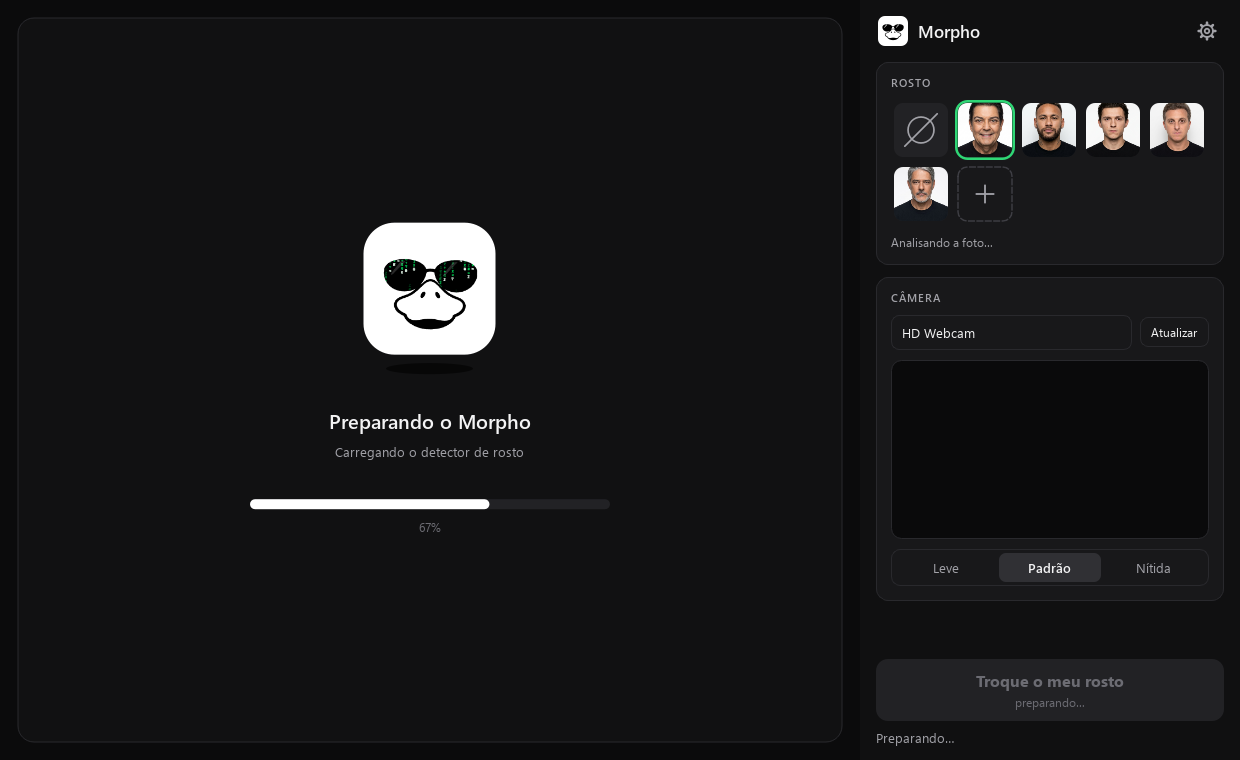 Morpho
ROSTO
Analisando a foto...
CÂMERA
HD Webcam
Atualizar
Leve
Padrão
Nítida
Troque o meu rosto
preparando...
Preparando...
Preparando o Morpho
Carregando o detector de rosto
67%